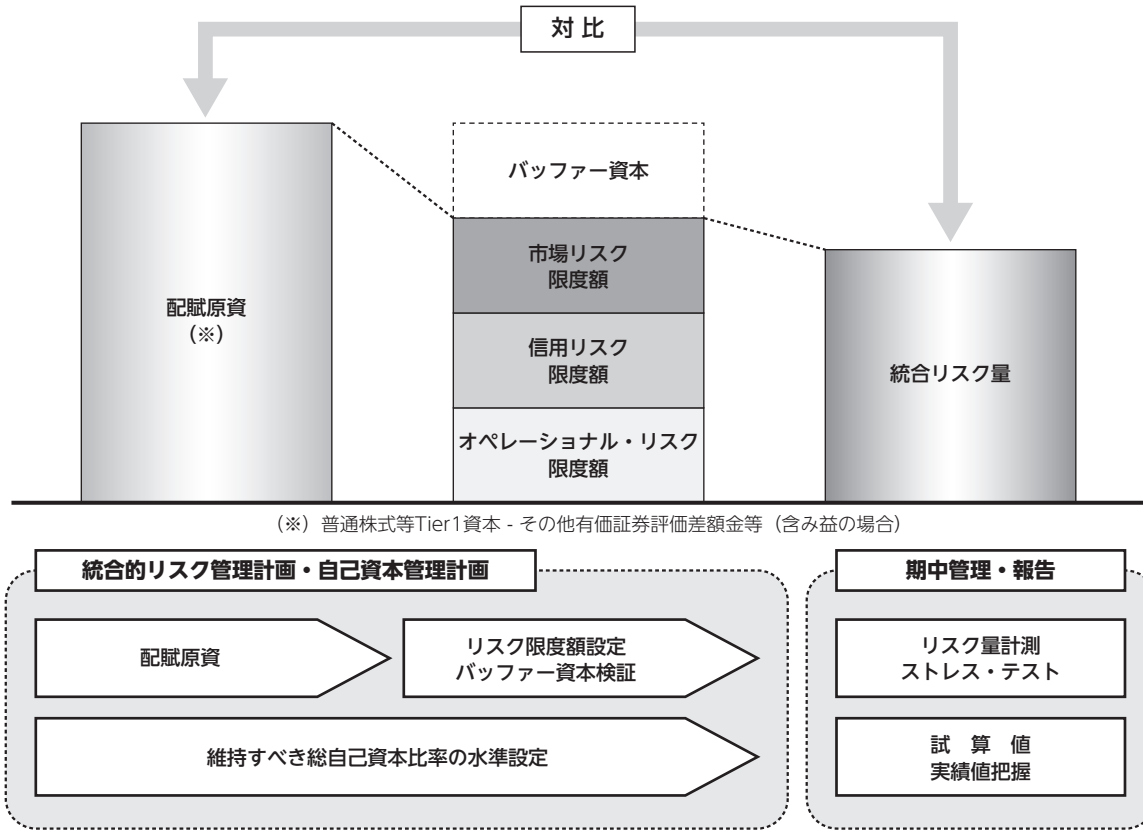 対 比
バッファー資本
市場リスク
限度額
配賦原資
(※)
信用リスク
限度額
統合リスク量
オペレーショナル・リスク
限度額
(※) 普通株式等Tier1資本 - その他有価証券評価差額金等 (含み益の場合)
統合的リスク管理計画・自己資本管理計画
配賦原資
リスク限度額設定
バッファー資本検証
維持すべき総自己資本比率の水準設定
期中管理・報告
リスク量計測
ストレス・テスト
試 算 値
実績値把握